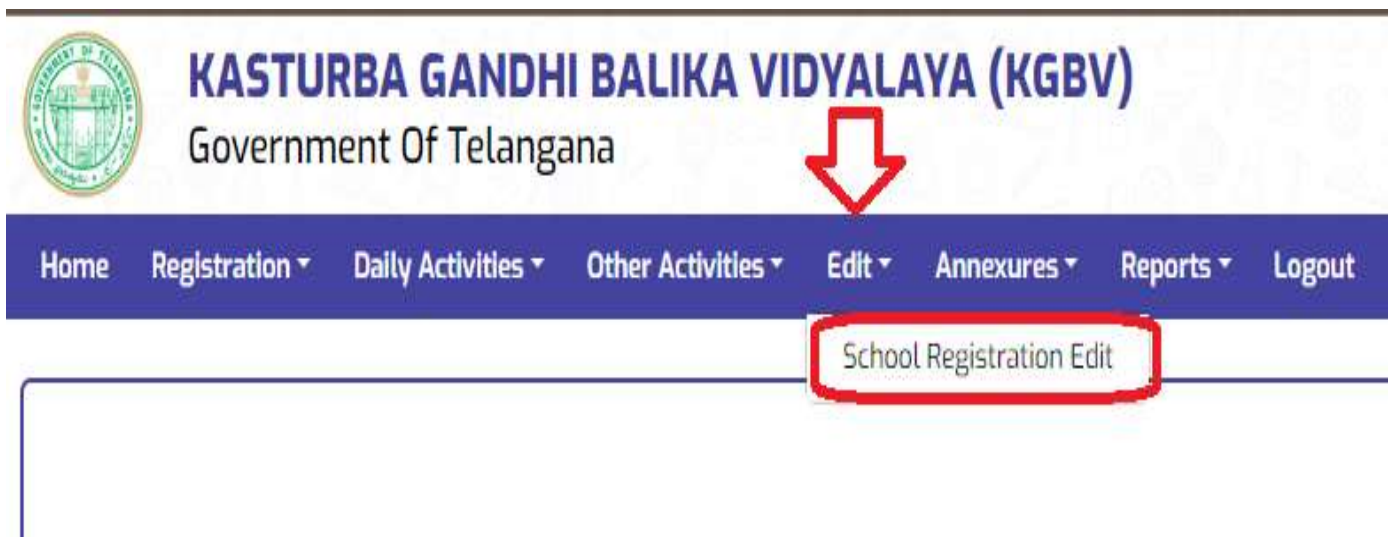 KASTURBA GANDHI BALIKA VIDYALAYA (KGBV)
Government Of Telangana
Home Registration Daily Activities Other Activities Edit Annexures Reports Logout
School Registration Edit